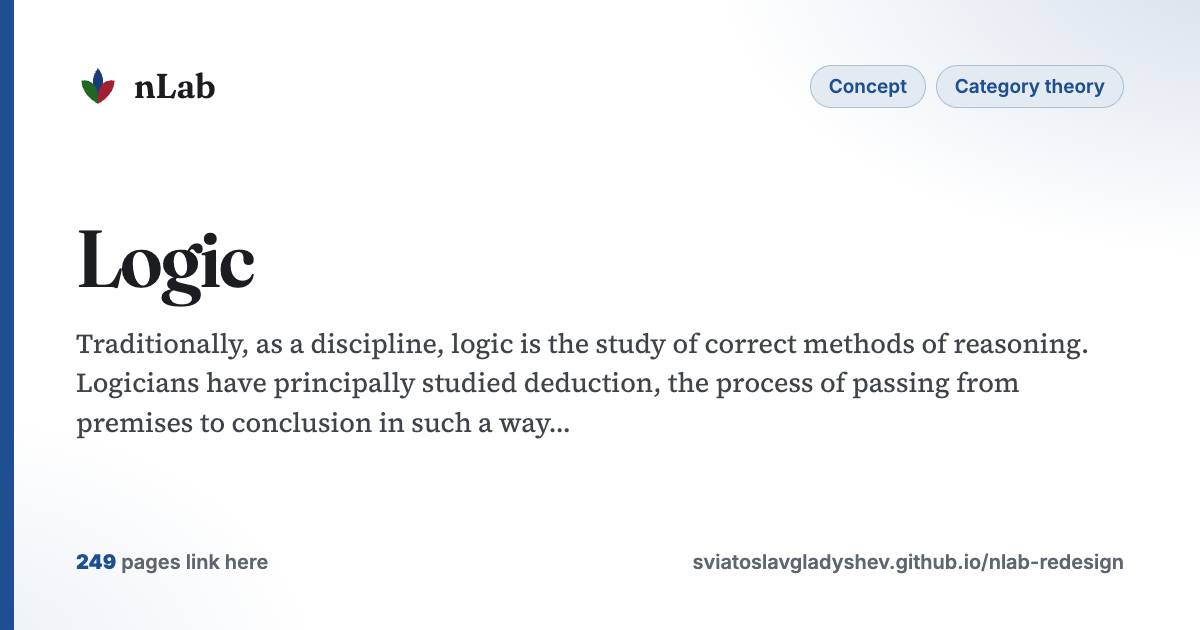 nLab
Concept
Category theory
Logic
Traditionally, as a discipline, logic is the study of correct methods of reasoning.
Logicians have principally studied deduction, the process of passing from
premises to conclusion in such a way...
249 pages link here
sviatoslavgladyshev.github.io/nlab-redesign